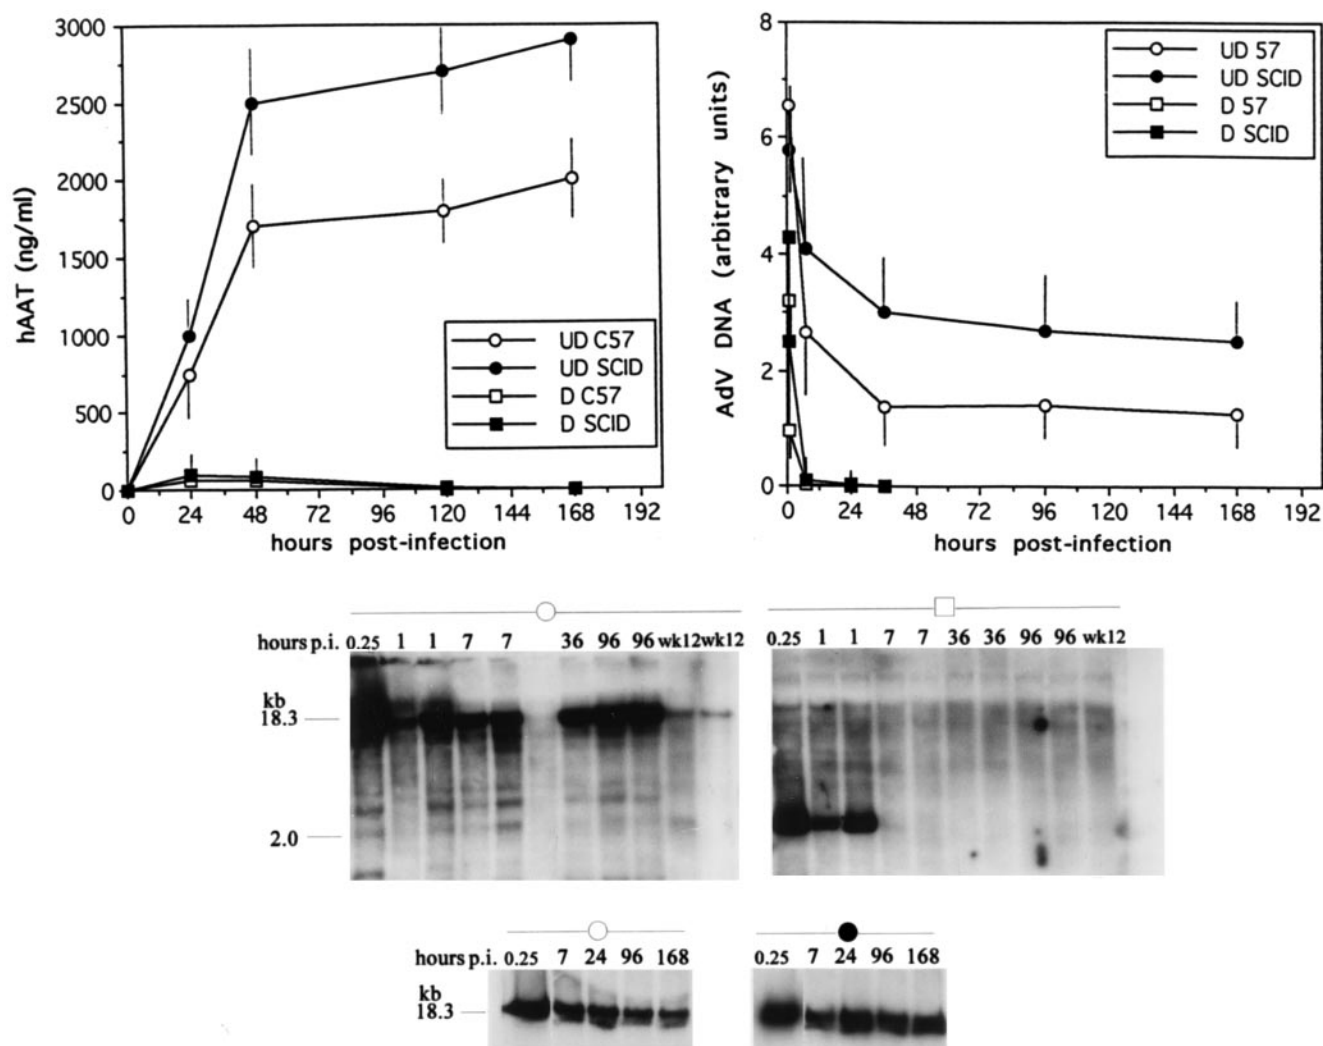 3000
2500
2000
1500
1000
500
0
hAAT (ng/ml)
UD C57
UD SCID
D C57
D SCID
0 24 48 72 96 120 144 168 192
hours post-infection
8
6
4
2
0
AdV DNA (arbitrary units)
UD 57
UD SCID
D 57
D SCID
0 24 48 72 96 120 144 168 192
hours post-infection
hours p.i. 0.25 1 1 7 7 36 96 96 wk12 wk12
kb
18.3
2.0
0.25 1 1 7 7 36 36 96 96 wk12
hours p.i. 0.25 7 24 96 168
kb
18.3
0.25 7 24 96 168